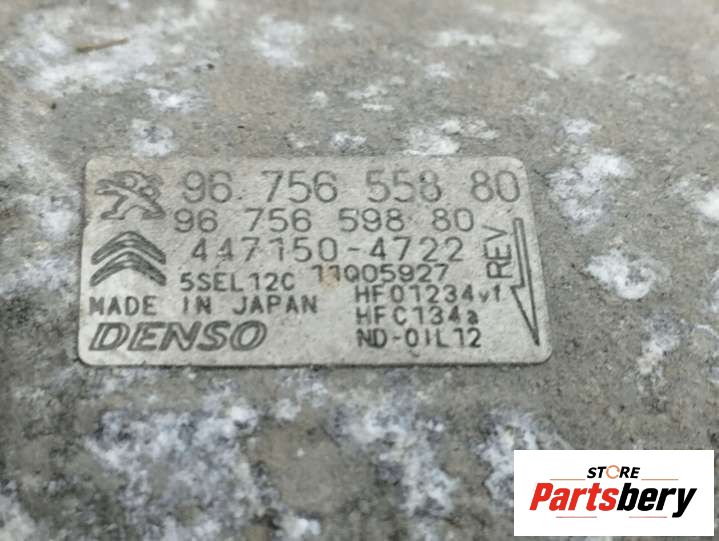 96 756 558 80
96 756 598 80
447150-4722
5SEL12C 11Q05927
MADE IN JAPAN HF01234yf
DENSO HFC134a
ND-OIL12
REV
STORE
Partsbery